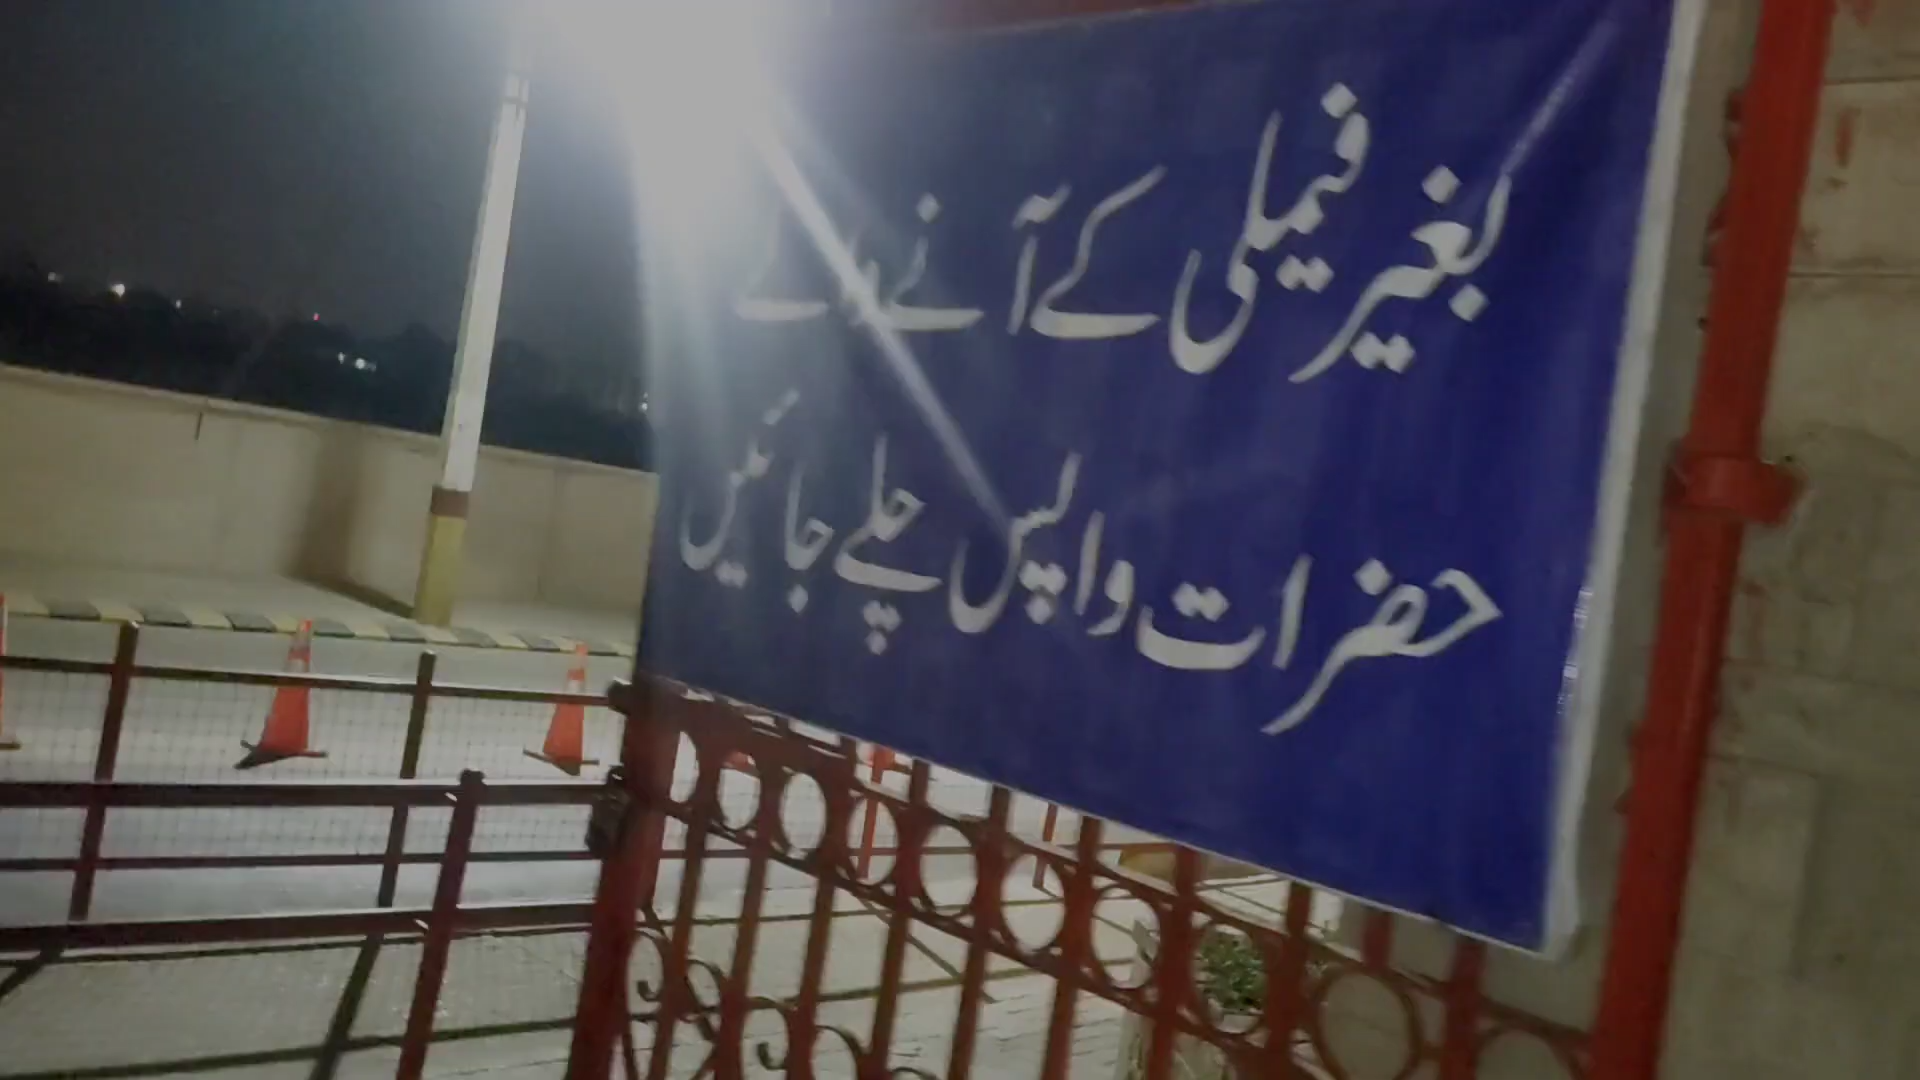 بغیر فیملی کے آنے والے
حضرات واپس چلے جائیں